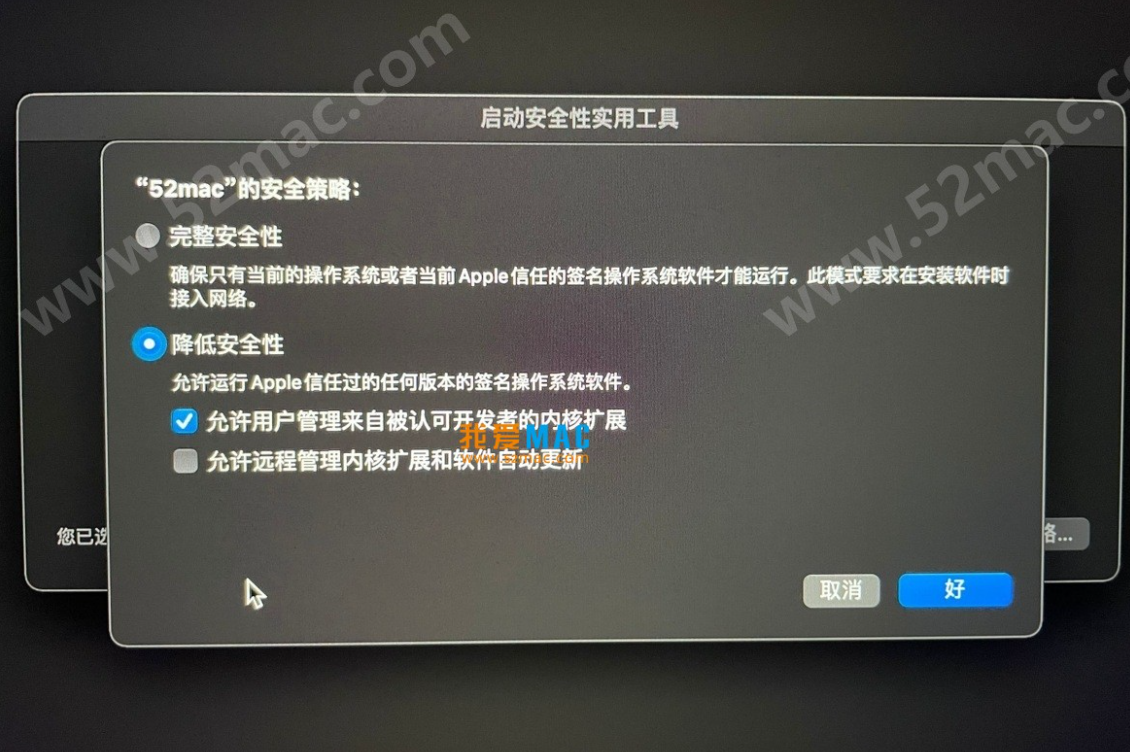 启动安全性实用工具
“52mac”的安全策略：
完整安全性
确保只有当前的操作系统或者当前Apple信任的签名操作系统软件才能运行。此模式要求在安装软件时
接入网络。
降低安全性
允许运行Apple信任过的任何版本的签名操作系统软件。
允许用户管理来自被认可开发者的内核扩展
我爱MAC
www.52mac.com
允许远程管理内核扩展和软件自动更新
您已选
略...
取消
好
www.52mac.com
www.52mac.co